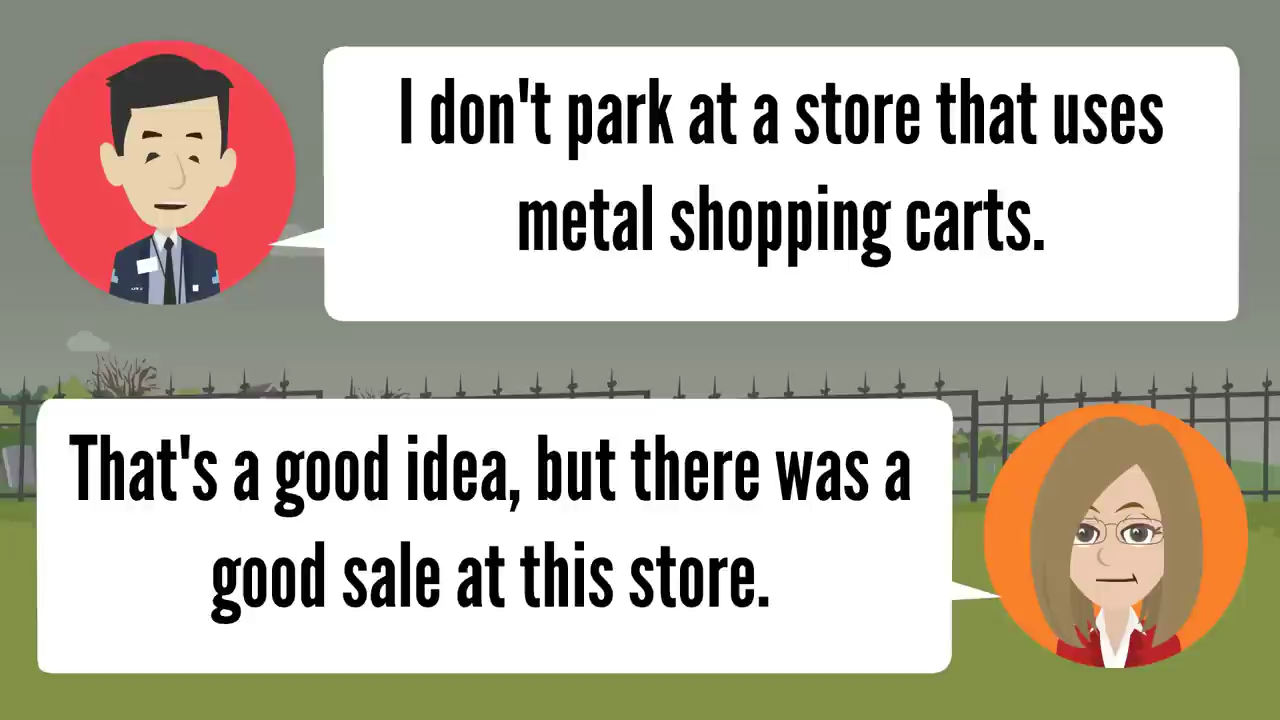 I don't park at a store that uses
metal shopping carts.
That's a good idea, but there was a
good sale at this store.